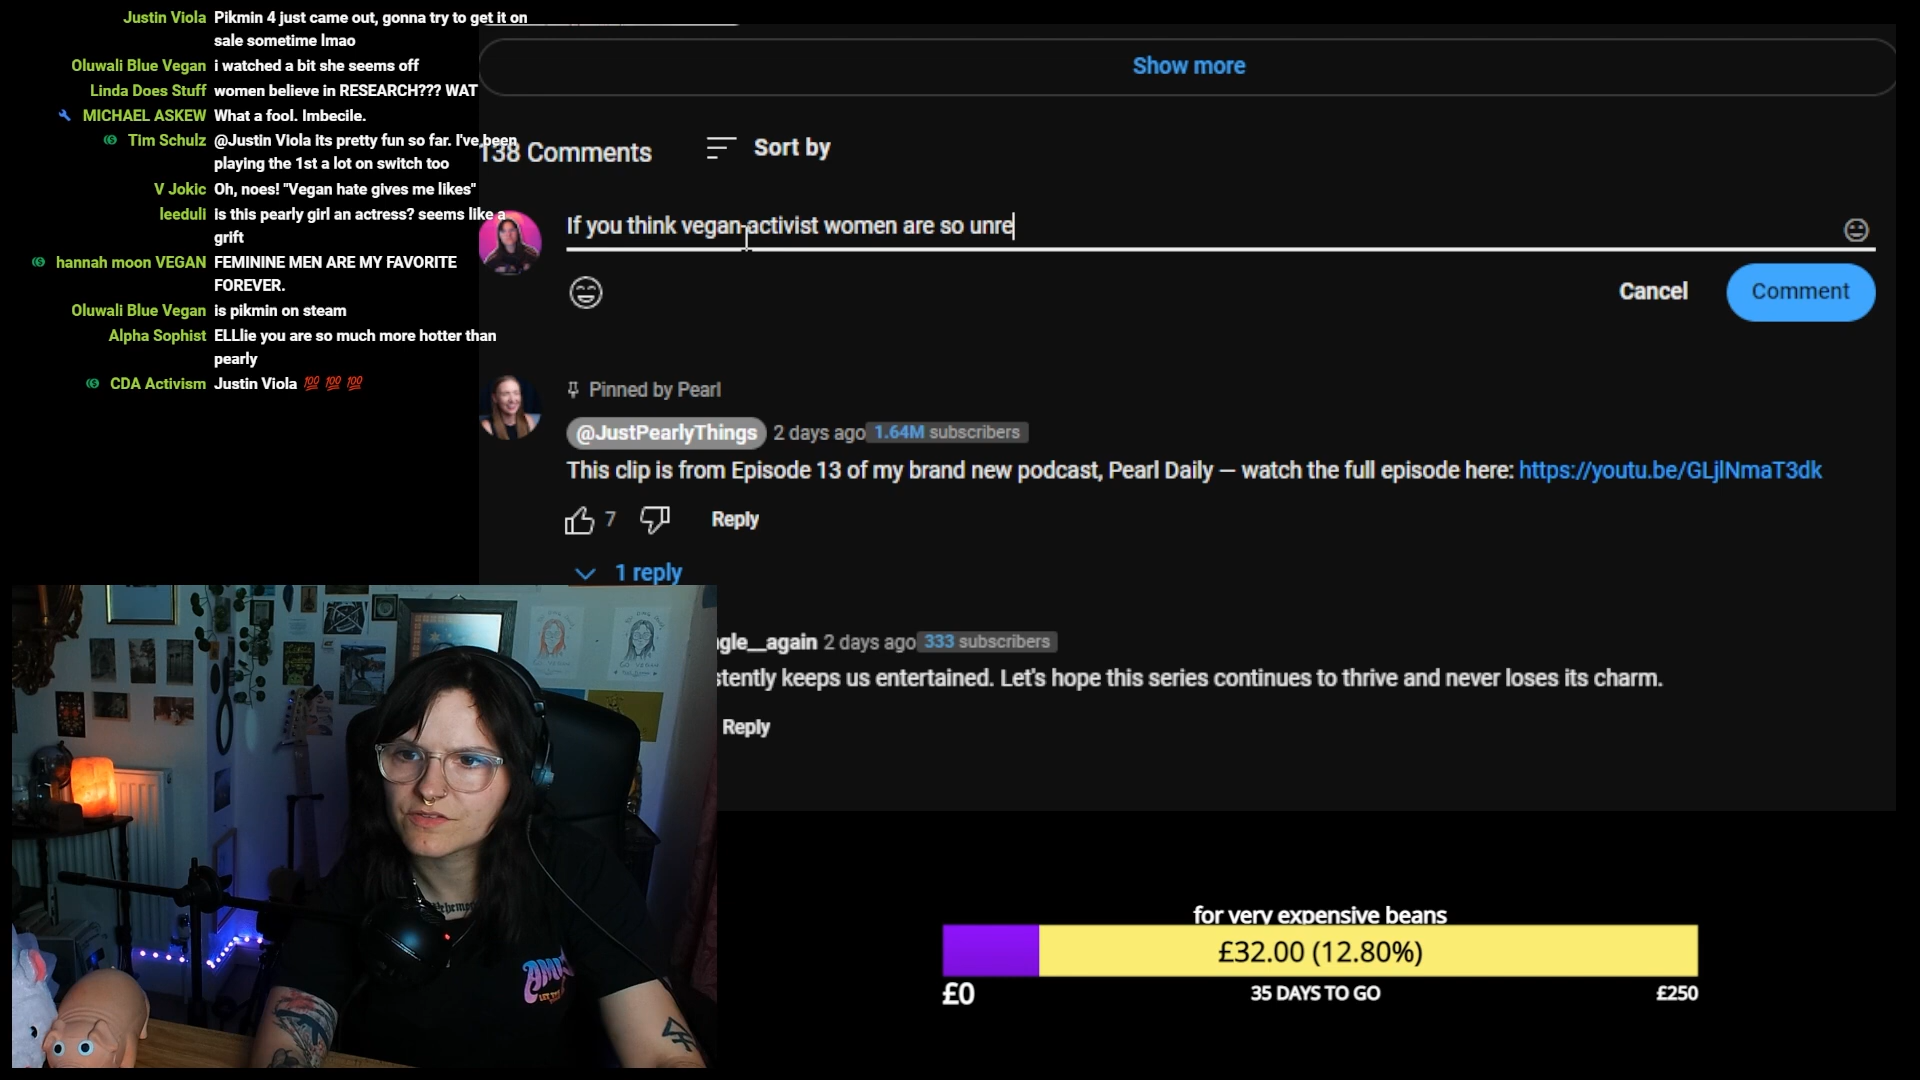 Justin Viola Pikmin 4 just came out, gonna try to get it on
sale sometime lmao
Oluwali Blue Vegan i watched a bit she seems off
Linda Does Stuff women believe in RESEARCH??? WAT
MICHAEL ASKEW What a fool. Imbecile.
Tim Schulz @Justin Viola its pretty fun so far. I've been
playing the 1st a lot on switch too
V Jokic Oh, noes! "Vegan hate gives me likes"
leeduli is this pearly girl an actress? seems like a
grift
hannah moon VEGAN FEMININE MEN ARE MY FAVORITE
FOREVER.
Oluwali Blue Vegan is pikmin on steam
Alpha Sophist ELLlie you are so much more hotter than
pearly
CDA Activism Justin Viola 💯 💯 💯
Show more
138 Comments Sort by
If you think vegan activist women are so unre
Cancel Comment
Pinned by Pearl
@JustPearlyThings 2 days ago 1.64M subscribers
This clip is from Episode 13 of my brand new podcast, Pearl Daily — watch the full episode here: https://youtu.be/GLjlNmaT3dk
7 Reply
1 reply
gle__again 2 days ago 333 subscribers
stently keeps us entertained. Let's hope this series continues to thrive and never loses its charm.
Reply
GO VEGAN
for very expensive beans
£32.00 (12.80%)
£0 35 DAYS TO GO £250